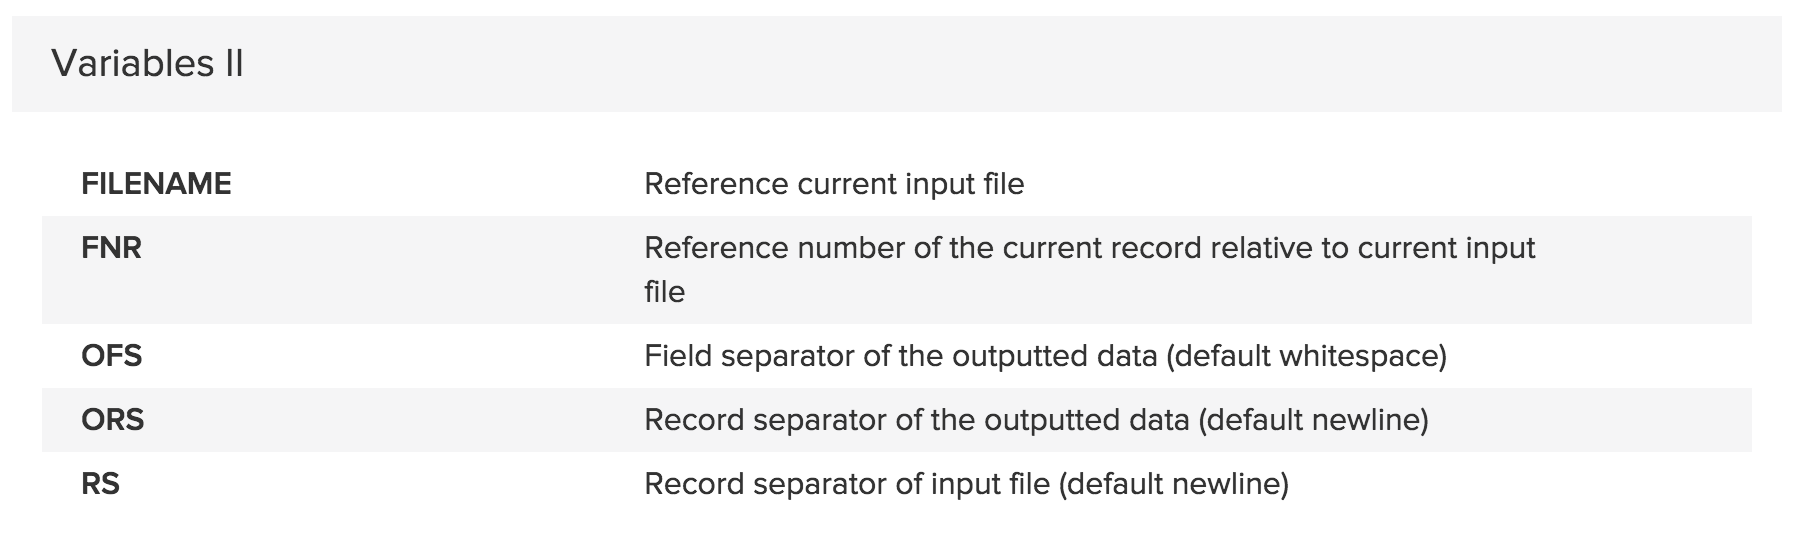 Variables II
FILENAME Reference current input file
FNR Reference number of the current record relative to current input
file
OFS Field separator of the outputted data (default whitespace)
ORS Record separator of the outputted data (default newline)
RS Record separator of input file (default newline)